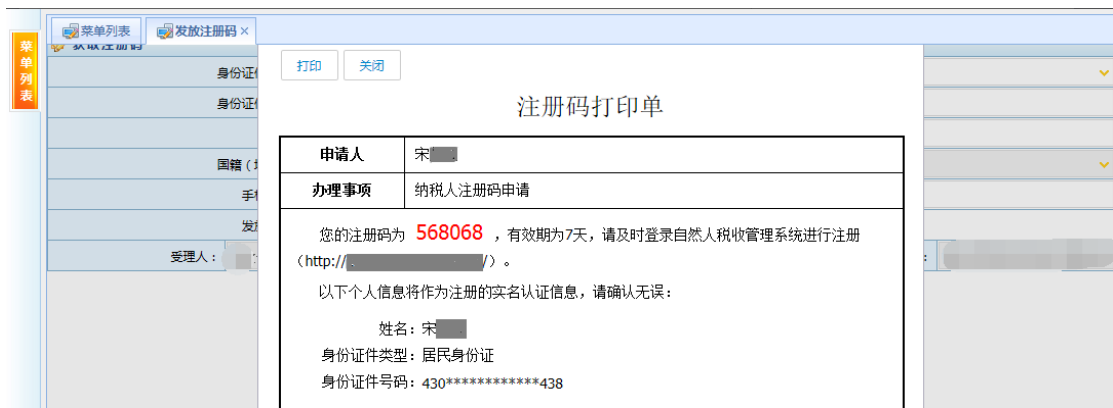 菜单列表
菜单列表
发放注册码 ×
获取注册码
身份证
身份证
国籍（
手
发
受理人：
打印
关闭
注册码打印单
申请人 宋
办理事项 纳税人注册码申请
您的注册码为 568068 ，有效期为7天，请及时登录自然人税收管理系统进行注册
（http:// /）。
以下个人信息将作为注册的实名认证信息，请确认无误：
姓名：宋
身份证件类型：居民身份证
身份证件号码：430************438
：